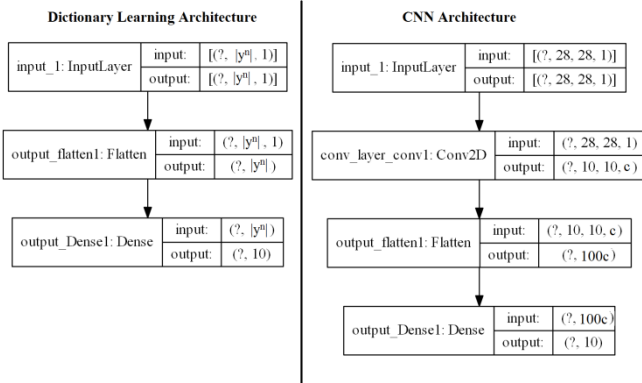 Dictionary Learning Architecture
input_1: InputLayer
input: [(?, |yⁿ|, 1)]
output: [(?, |yⁿ|, 1)]
output_flatten1: Flatten
input: (?, |yⁿ|, 1)
output: (?, |yⁿ|)
output_Dense1: Dense
input: (?, |yⁿ|)
output: (?, 10)
CNN Architecture
input_1: InputLayer
input: [(?, 28, 28, 1)]
output: [(?, 28, 28, 1)]
conv_layer_conv1: Conv2D
input: (?, 28, 28, 1)
output: (?, 10, 10, c)
output_flatten1: Flatten
input: (?, 10, 10, c)
output: (?, 100c)
output_Dense1: Dense
input: (?, 100c)
output: (?, 10)